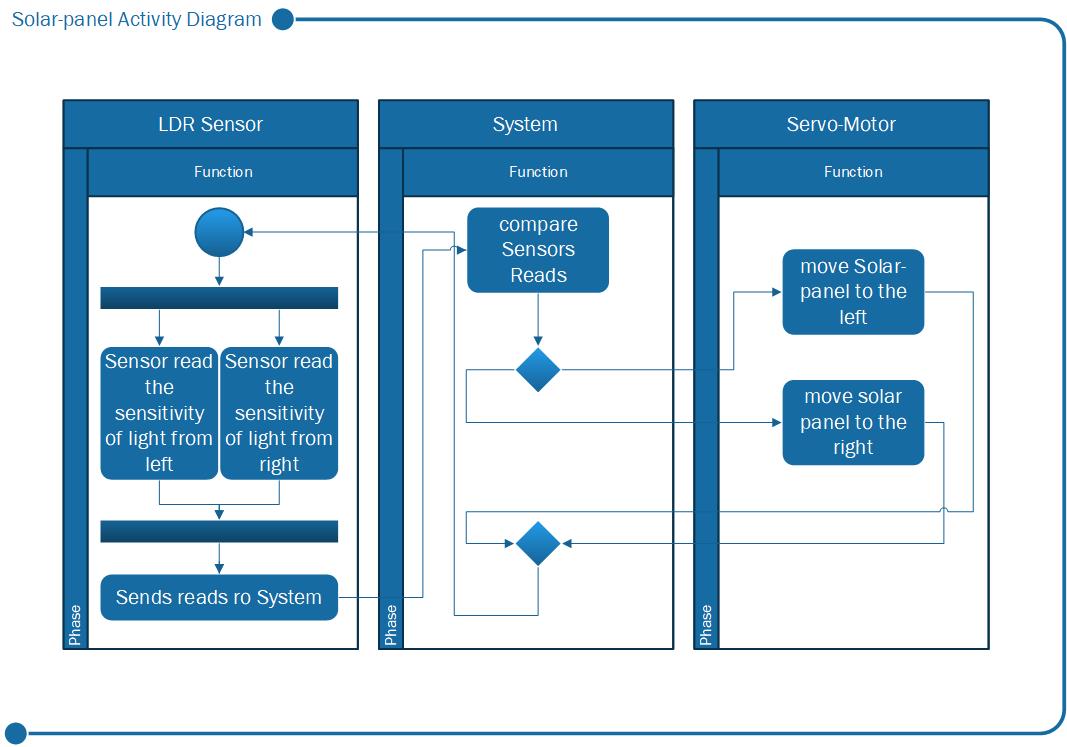 Solar-panel Activity Diagram
LDR Sensor
Function
Phase
Sensor read
the
sensitivity
of light from
left
Sensor read
the
sensitivity
of light from
right
Sends reads ro System
System
Function
Phase
compare
Sensors
Reads
Servo-Motor
Function
Phase
move Solar-
panel to the
left
move solar
panel to the
right